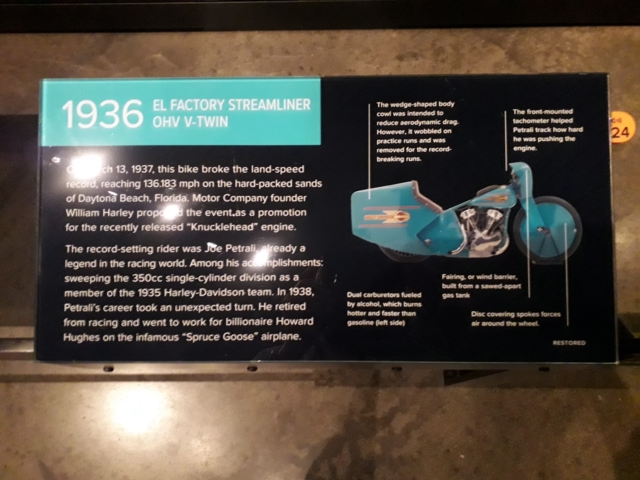 1936 EL FACTORY STREAMLINER
OHV V-TWIN
13, 1937, this bike broke the land-speed
record, reaching 136.183 mph on the hard-packed sands
of Daytona Beach, Florida. Motor Company founder
William Harley proposed the event as a promotion
for the recently released "Knucklehead" engine.
The record-setting rider was Joe Petrali, already a
legend in the racing world. Among his accomplishments:
sweeping the 350cc single-cylinder division as a
member of the 1935 Harley-Davidson team. In 1938,
Petrali's career took an unexpected turn. He retired
from racing and went to work for billionaire Howard
Hughes on the infamous "Spruce Goose" airplane.
The wedge-shaped body
cowl was intended to
reduce aerodynamic drag.
However, it wobbled on
practice runs and was
removed for the record-
breaking runs.
The front-mounted
tachometer helped
Petrali track how hard
he was pushing the
engine.
Dual carburetors fueled
by alcohol, which burns
hotter and faster than
gasoline (left side)
Fairing, or wind barrier,
built from a sawed-apart
gas tank
Disc covering spokes forces
air around the wheel.
RESTORED
24